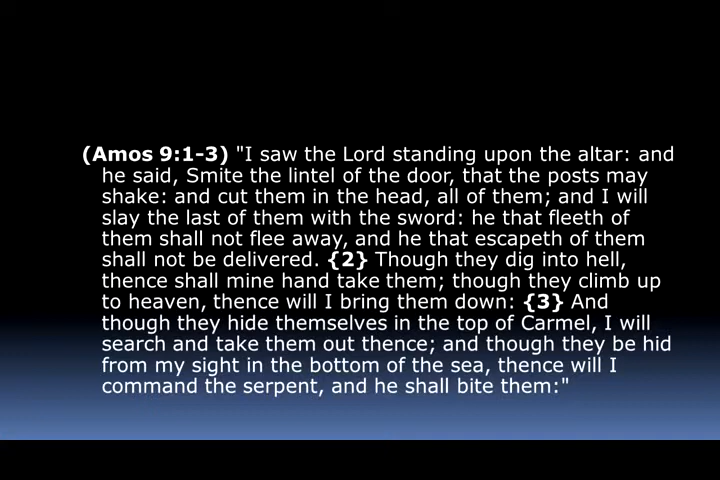 (Amos 9:1-3) "I saw the Lord standing upon the altar: and
he said, Smite the lintel of the door, that the posts may
shake: and cut them in the head, all of them; and I will
slay the last of them with the sword: he that fleeth of
them shall not flee away, and he that escapeth of them
shall not be delivered. {2} Though they dig into hell,
thence shall mine hand take them; though they climb up
to heaven, thence will I bring them down: {3} And
though they hide themselves in the top of Carmel, I will
search and take them out thence; and though they be hid
from my sight in the bottom of the sea, thence will I
command the serpent, and he shall bite them:"